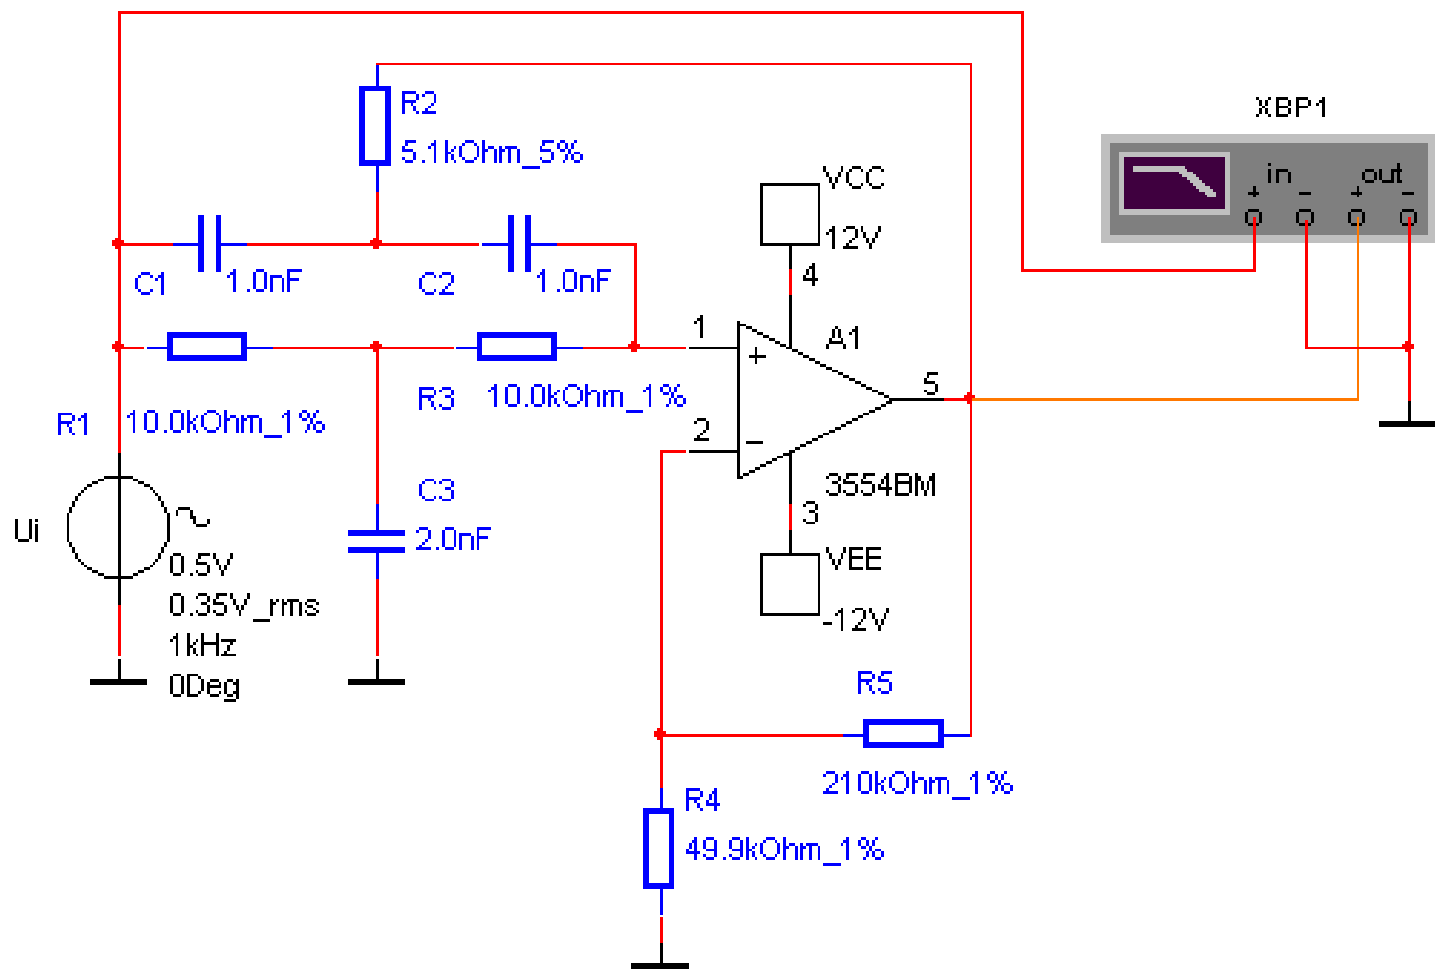 XBP1
in out
+ - + -
R2
5.1kOhm_5%
VCC
12V
4
C1
1.0nF
C2
1.0nF
1
A1
+
R1
10.0kOhm_1%
R3
10.0kOhm_1%
5
2
-
3554BM
3
C3
2.0nF
Ui
0.5V
0.35V_rms
1kHz
0Deg
VEE
-12V
R5
210kOhm_1%
R4
49.9kOhm_1%